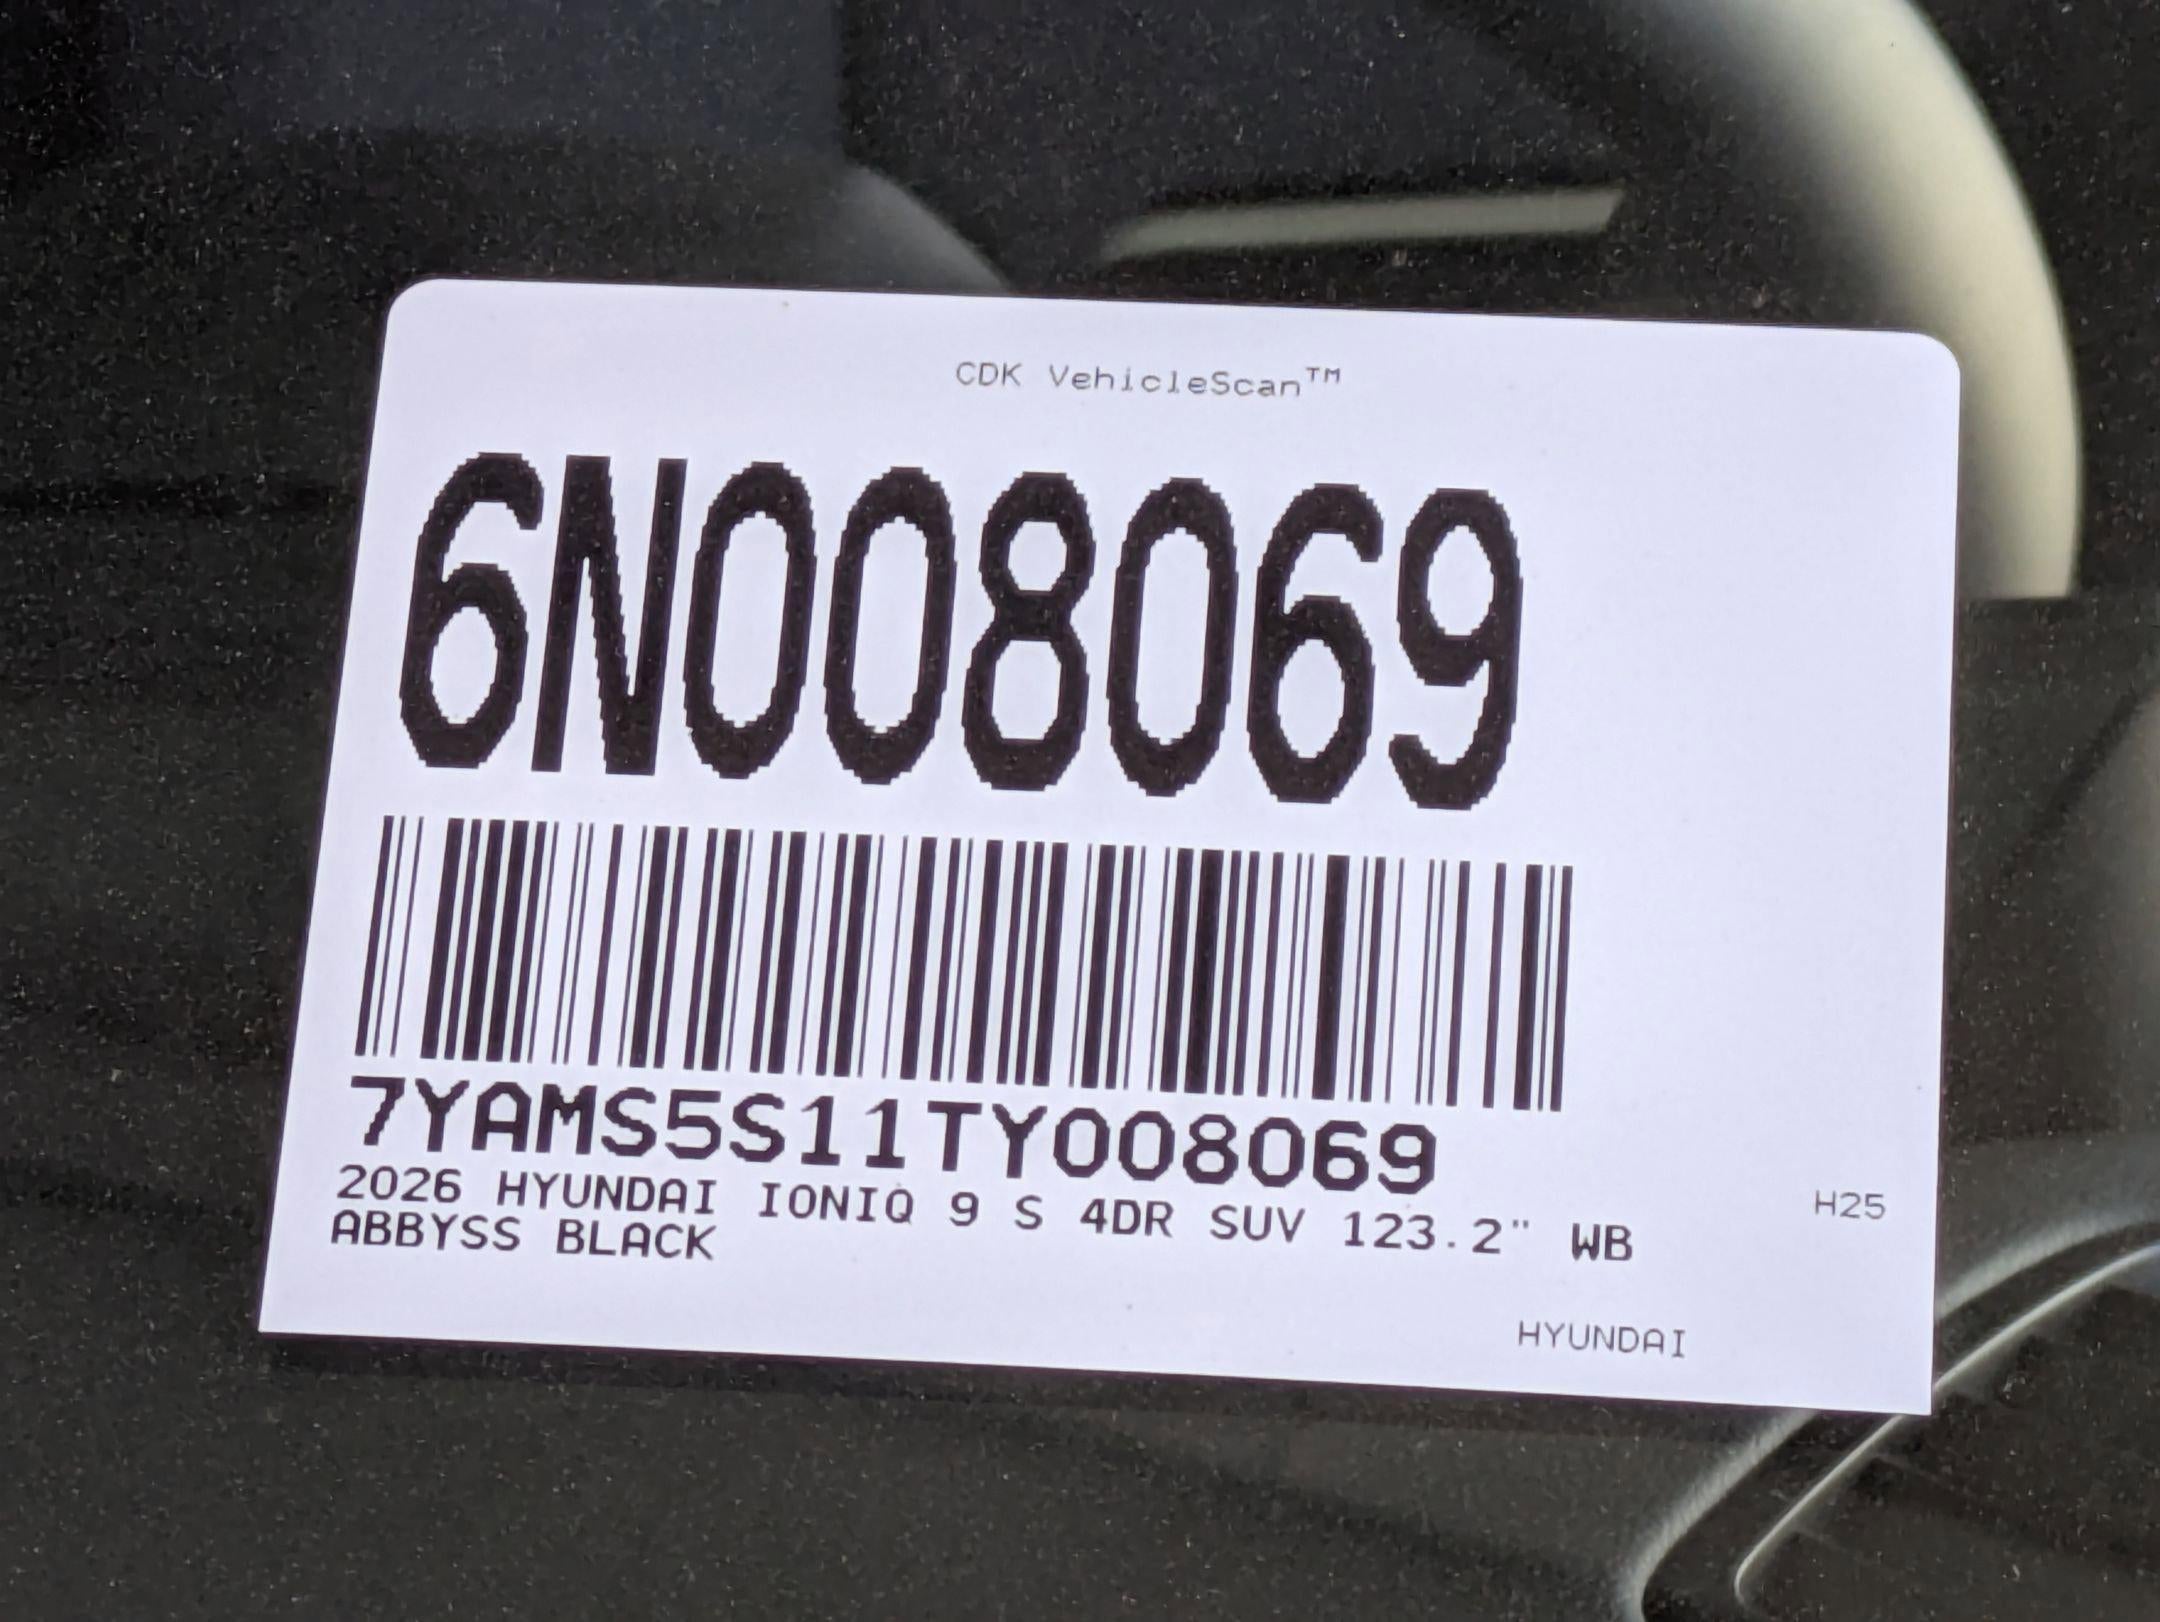 CDK VehicleScan™
6N008069
7YAMS5S11TY008069
2026 HYUNDAI IONIQ 9 S 4DR SUV 123.2" WB
H25
ABBYSS BLACK
HYUNDAI